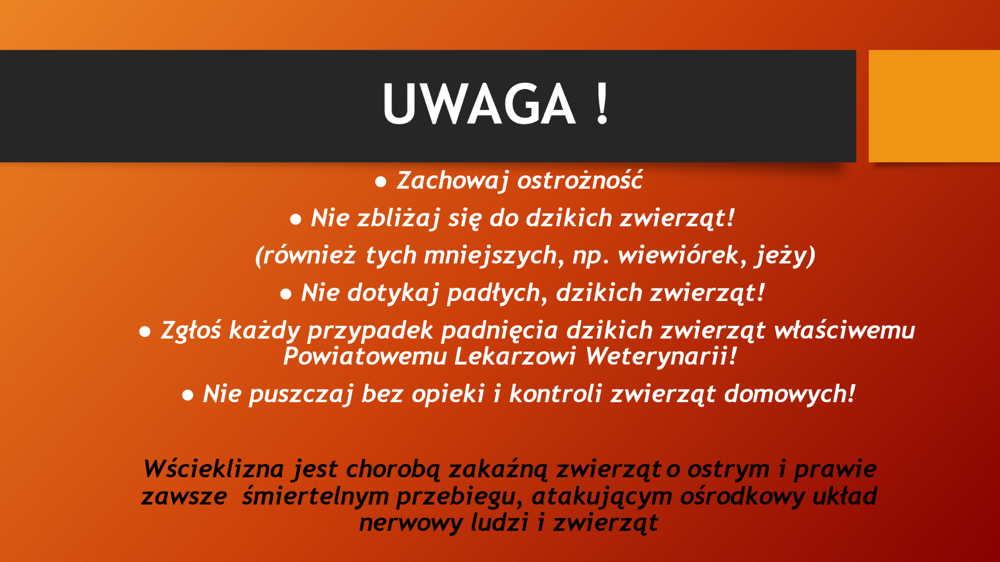 UWAGA !
● Zachowaj ostrożność
● Nie zbliżaj się do dzikich zwierząt!
(również tych mniejszych, np. wiewiórek, jeży)
● Nie dotykaj padłych, dzikich zwierząt!
● Zgłoś każdy przypadek padnięcia dzikich zwierząt właściwemu
Powiatowemu Lekarzowi Weterynarii!
● Nie puszczaj bez opieki i kontroli zwierząt domowych!
Wścieklizna jest chorobą zakaźną zwierząt o ostrym i prawie
zawsze śmiertelnym przebiegu, atakującym ośrodkowy układ
nerwowy ludzi i zwierząt